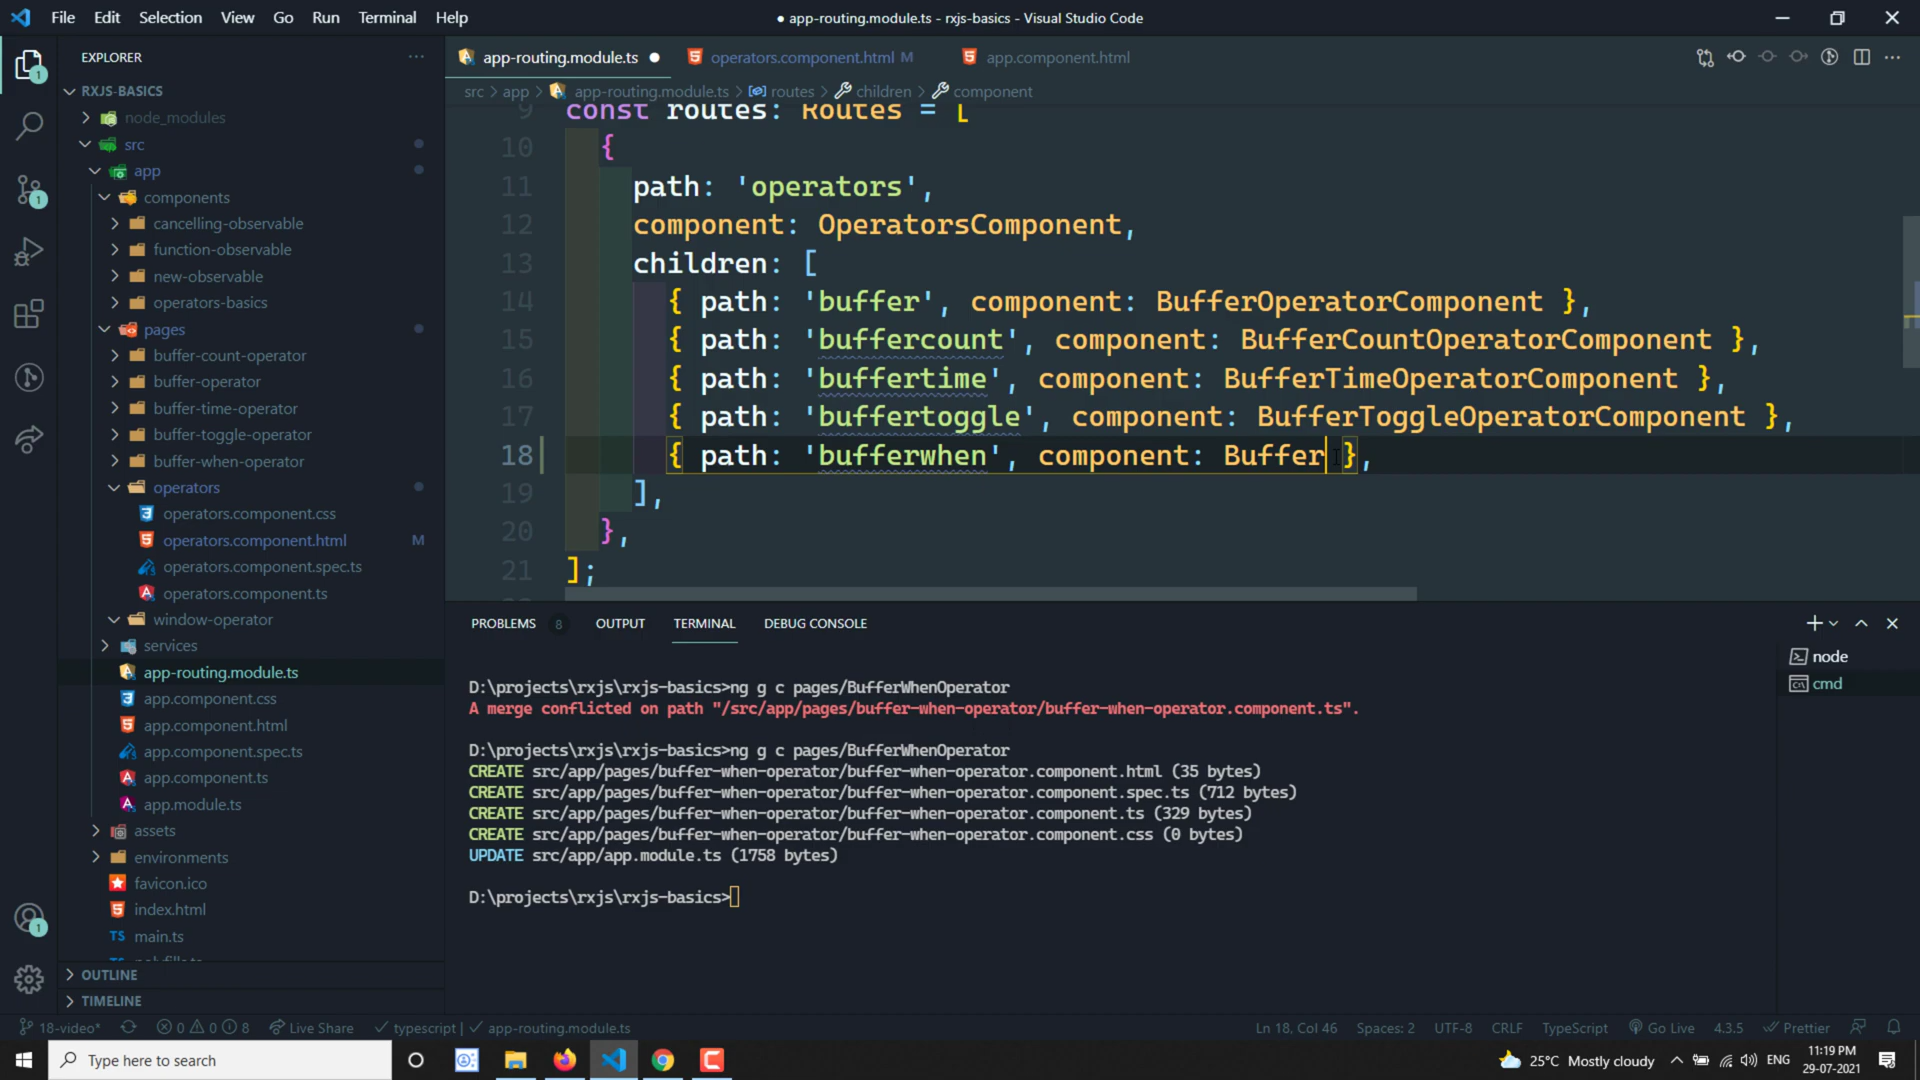 File Edit Selection View Go Run Terminal Help
● app-routing.module.ts - rxjs-basics - Visual Studio Code
EXPLORER
app-routing.module.ts ●
operators.component.html M
app.component.html
RXJS-BASICS
src > app > app-routing.module.ts > routes > children > component
node_modules
src
app
components
cancelling-observable
function-observable
new-observable
operators-basics
pages
buffer-count-operator
buffer-operator
buffer-time-operator
buffer-toggle-operator
buffer-when-operator
operators
operators.component.css
operators.component.html M
operators.component.spec.ts
operators.component.ts
window-operator
services
app-routing.module.ts
app.component.css
app.component.html
app.component.spec.ts
app.component.ts
app.module.ts
assets
environments
favicon.ico
index.html
main.ts
OUTLINE
TIMELINE
9 const routes: Routes = [
10 {
11 path: 'operators',
12 component: OperatorsComponent,
13 children: [
14 { path: 'buffer', component: BufferOperatorComponent },
15 { path: 'buffercount', component: BufferCountOperatorComponent },
16 { path: 'buffertime', component: BufferTimeOperatorComponent },
17 { path: 'buffertoggle', component: BufferToggleOperatorComponent },
18 { path: 'bufferwhen', component: Buffer },
19 ],
20 },
21 ];
PROBLEMS 8 OUTPUT TERMINAL DEBUG CONSOLE
node
cmd
D:\projects\rxjs\rxjs-basics>ng g c pages/BufferWhenOperator
A merge conflicted on path "/src/app/pages/buffer-when-operator/buffer-when-operator.component.ts".
D:\projects\rxjs\rxjs-basics>ng g c pages/BufferWhenOperator
CREATE src/app/pages/buffer-when-operator/buffer-when-operator.component.html (35 bytes)
CREATE src/app/pages/buffer-when-operator/buffer-when-operator.component.spec.ts (712 bytes)
CREATE src/app/pages/buffer-when-operator/buffer-when-operator.component.ts (329 bytes)
CREATE src/app/pages/buffer-when-operator/buffer-when-operator.component.css (0 bytes)
UPDATE src/app/app.module.ts (1758 bytes)
D:\projects\rxjs\rxjs-basics>
18-video* 0 0 8 Live Share typescript | app-routing.module.ts
Ln 18, Col 46 Spaces: 2 UTF-8 CRLF TypeScript Go Live 4.3.5 Prettier
Type here to search
25°C Mostly cloudy
ENG
11:19 PM
29-07-2021